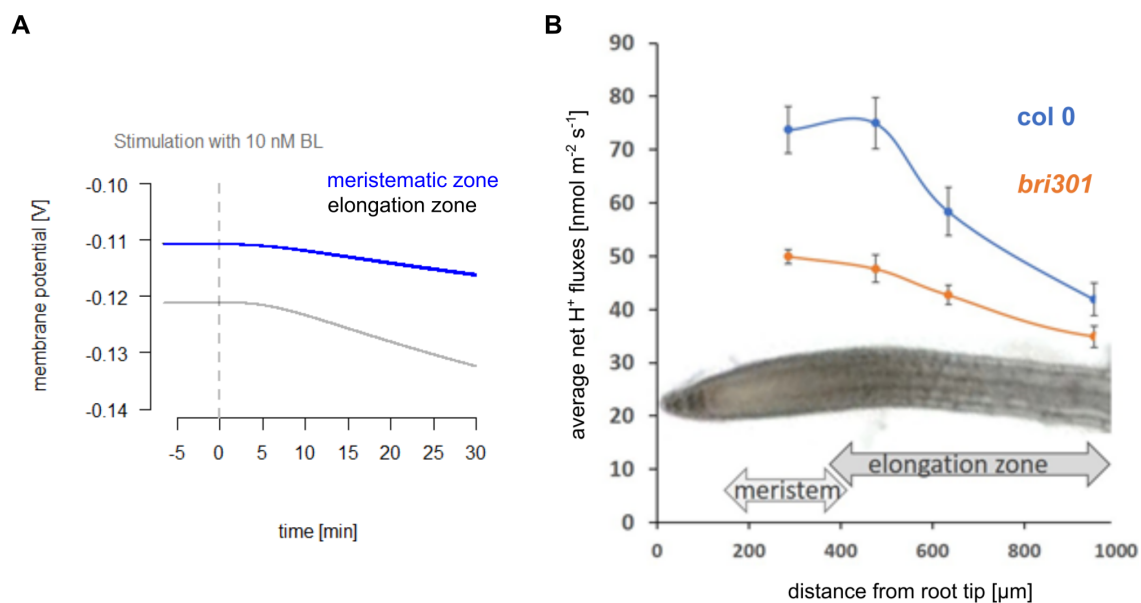 A
Stimulation with 10 nM BL
meristematic zone
elongation zone
membrane potential [V]
-0.10
-0.11
-0.12
-0.13
-0.14
-5 0 5 10 15 20 25 30
time [min]
B
average net H⁺ fluxes [nmol m⁻² s⁻¹]
90
80
70
60
50
40
30
20
10
0
col 0
bri301
elongation zone
meristem
0 200 400 600 800 1000
distance from root tip [µm]